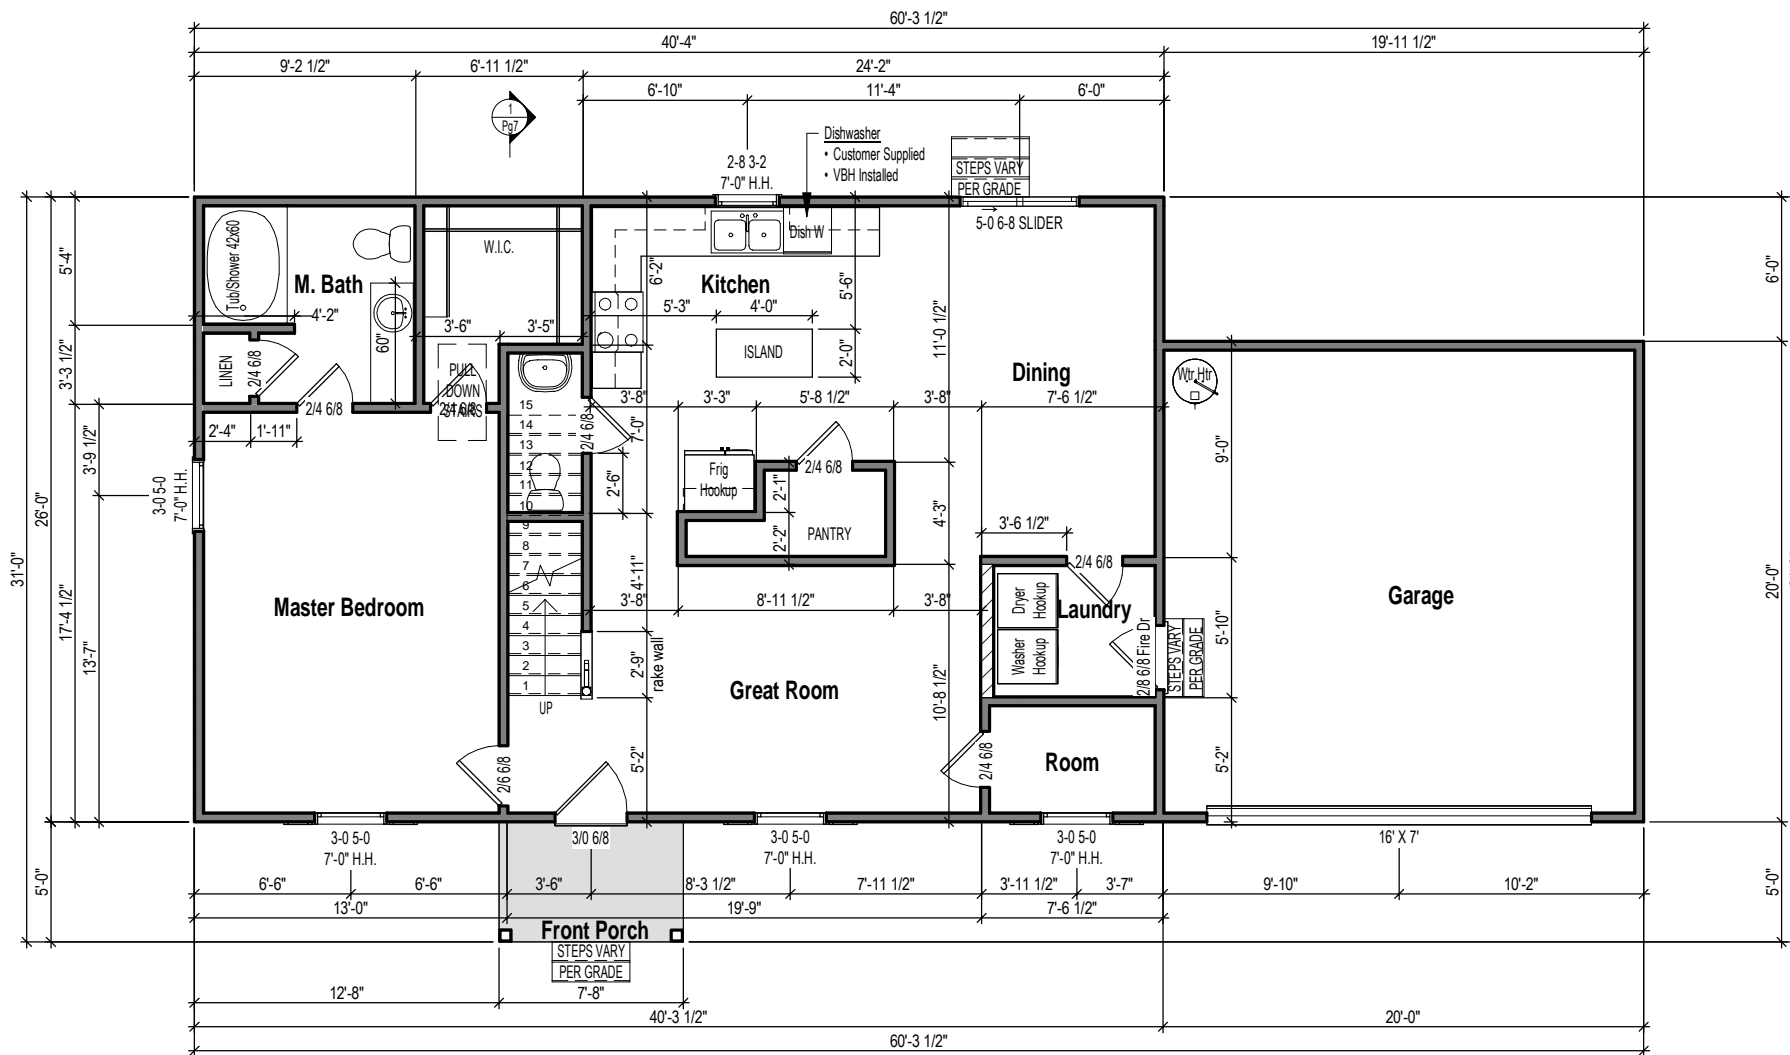 60'-3 1/2"
40'-4"
19'-11 1/2"
9'-2 1/2"
6'-11 1/2"
24'-2"
6'-10"
11'-4"
6'-0"
1
Pg7
Dishwasher
• Customer Supplied
• VBH Installed
2-8 3-2
7'-0" H.H.
STEPS VARY
PER GRADE
5-0 6-8 SLIDER
Tub/Shower 42x60
M. Bath
W.I.C.
Dish W
Kitchen
5'-4"
6'-2"
5'-6"
6'-0"
4'-2"
60"
3'-6"
3'-5"
5'-3"
4'-0"
11'-0 1/2"
ISLAND
2'-0"
Dining
LINEN
2/4 6/8
3'-3 1/2"
PULL
DOWN
STAIRS
2/4 6/8
2/4 6/8
Wtr Htr
3'-8"
3'-3"
5'-8 1/2"
3'-8"
7'-6 1/2"
2'-4"
1'-11"
3'-9 1/2"
15
14
13
12
11
10
9
8
7
6
5
4
3
2
1
UP
2/4 6/8
7'-0"
2'-6"
Frig
Hookup
2/4 6/8
2'-1"
2'-2"
PANTRY
4'-3"
9'-0"
3-0 5-0
7'-0" H.H.
26'-0"
31'-0"
17'-4 1/2"
13'-7"
3'-6 1/2"
2/4 6/8
Master Bedroom
4'-11"
3'-8"
8'-11 1/2"
3'-8"
Dryer
Hookup
Laundry
Washer
Hookup
2/8 6/8 Fire Dr
STEPS VARY
PER GRADE
5'-10"
Garage
20'-0"
2'-9"
rake wall
Great Room
10'-8 1/2"
5'-2"
2/6 6/8
2/4 6/8
Room
5'-2"
3-0 5-0
7'-0" H.H.
3/0 6/8
3-0 5-0
7'-0" H.H.
3-0 5-0
7'-0" H.H.
16' X 7'
5'-0"
5'-0"
6'-6"
6'-6"
3'-6"
8'-3 1/2"
7'-11 1/2"
3'-11 1/2"
3'-7"
9'-10"
10'-2"
13'-0"
19'-9"
7'-6 1/2"
Front Porch
STEPS VARY
PER GRADE
12'-8"
7'-8"
40'-3 1/2"
20'-0"
60'-3 1/2"